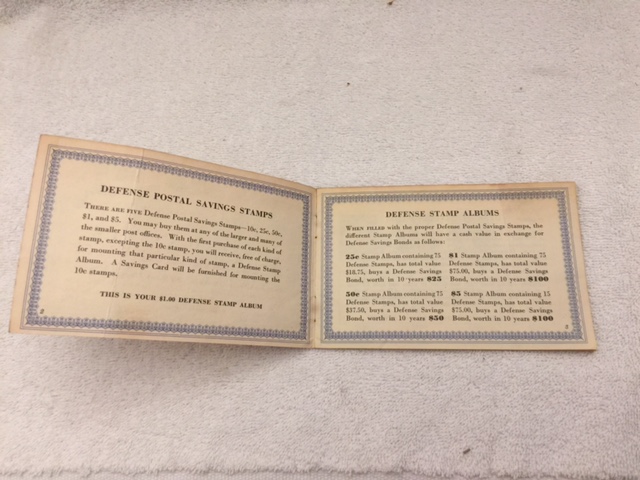 DEFENSE POSTAL SAVINGS STAMPS
THERE ARE FIVE Defense Postal Savings Stamps—10c, 25c, 50c,
$1, and $5. You may buy them at any of the larger and many of
the smaller post offices. With the first purchase of each kind of
stamp, excepting the 10c stamp, you will receive, free of charge,
for mounting that particular kind of stamp, a Defense Stamp
Album. A Savings Card will be furnished for mounting the
10c stamps.
THIS IS YOUR $1.00 DEFENSE STAMP ALBUM
2
DEFENSE STAMP ALBUMS
WHEN FILLED with the proper Defense Postal Savings Stamps, the
different Stamp Albums will have a cash value in exchange for
Defense Savings Bonds as follows:
25c Stamp Album containing 75
Defense Stamps, has total value
$18.75, buys a Defense Savings
Bond, worth in 10 years $25
50c Stamp Album containing 75
Defense Stamps, has total value
$37.50, buys a Defense Savings
Bond, worth in 10 years $50
$1 Stamp Album containing 75
Defense Stamps, has total value
$75.00, buys a Defense Savings
Bond, worth in 10 years $100
$5 Stamp Album containing 15
Defense Stamps, has total value
$75.00, buys a Defense Savings
Bond, worth in 10 years $100